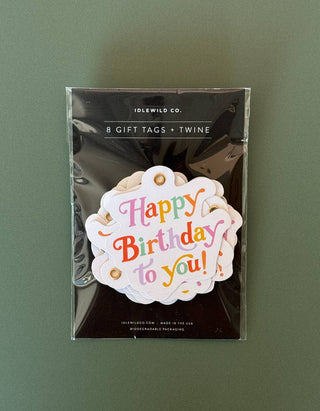 IDLEWILD CO.
8 GIFT TAGS + TWINE
Happy
Birthday
to you!
IDLEWILDCO.COM / MADE IN THE USA
BIODEGRADABLE PACKAGING